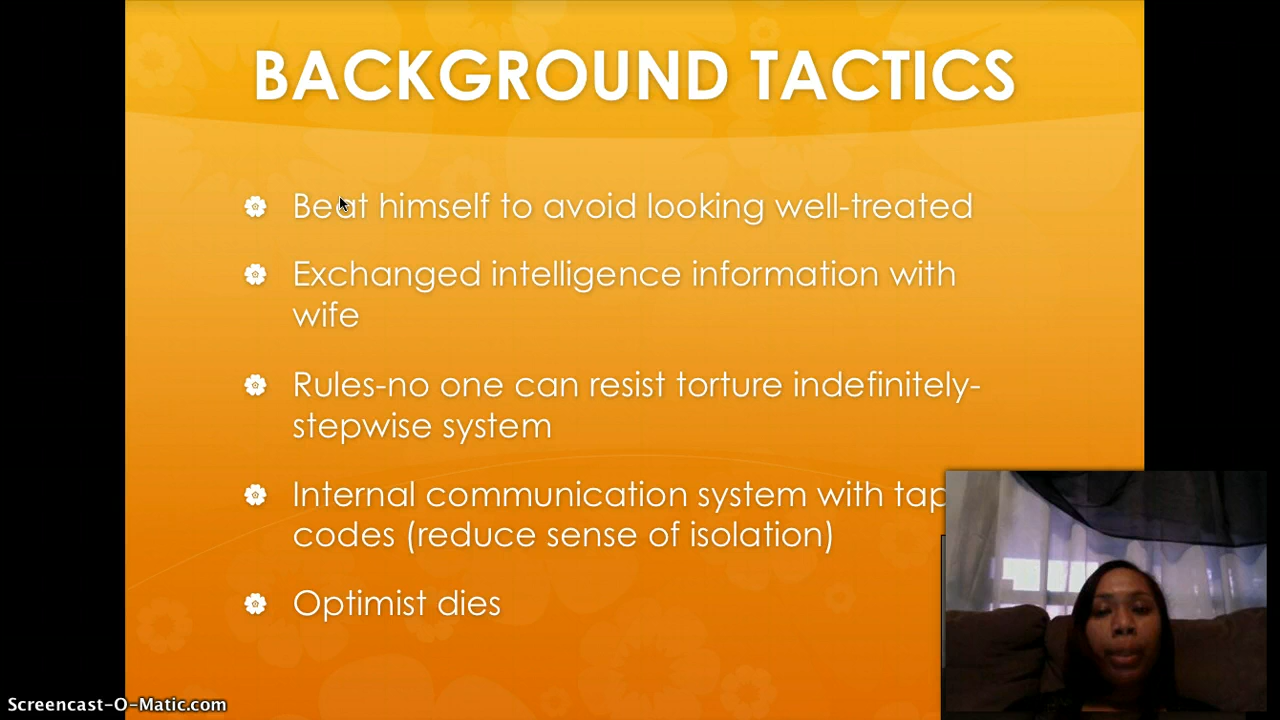 BACKGROUND TACTICS
Beat himself to avoid looking well-treated
Exchanged intelligence information with
wife
Rules-no one can resist torture indefinitely-
stepwise system
Internal communication system with tap
codes (reduce sense of isolation)
Optimist dies
Screencast-O-Matic.com